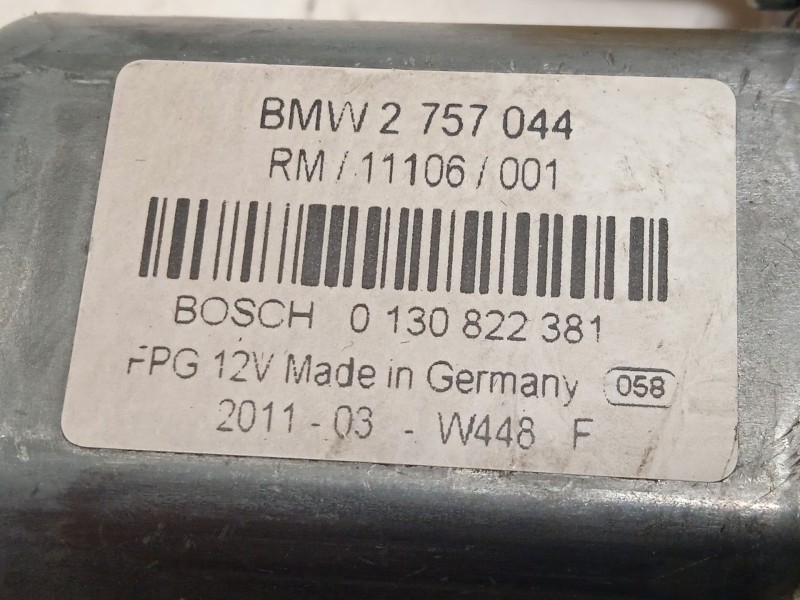 BMW 2 757 044
RM / 11106 / 001
BOSCH 0 130 822 381
FPG 12V Made in Germany 058
2011 - 03 - W448 F